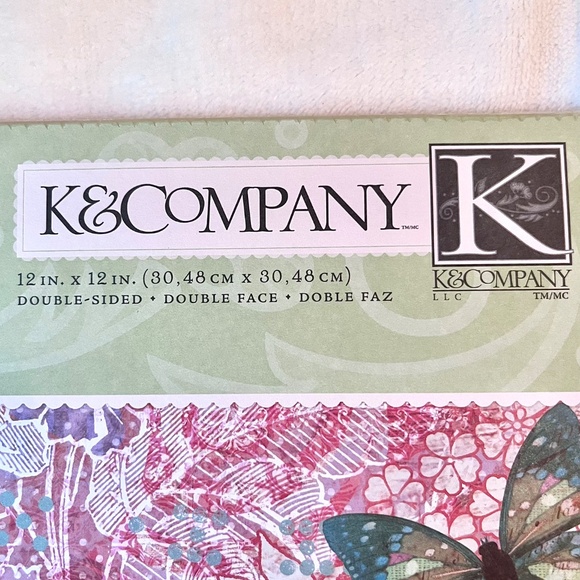 K&COMPANY TM/MC
12 IN. X 12 IN. (30,48 CM X 30,48 CM)
DOUBLE-SIDED • DOUBLE FACE • DOBLE FAZ
K
K&COMPANY
LLC TM/MC